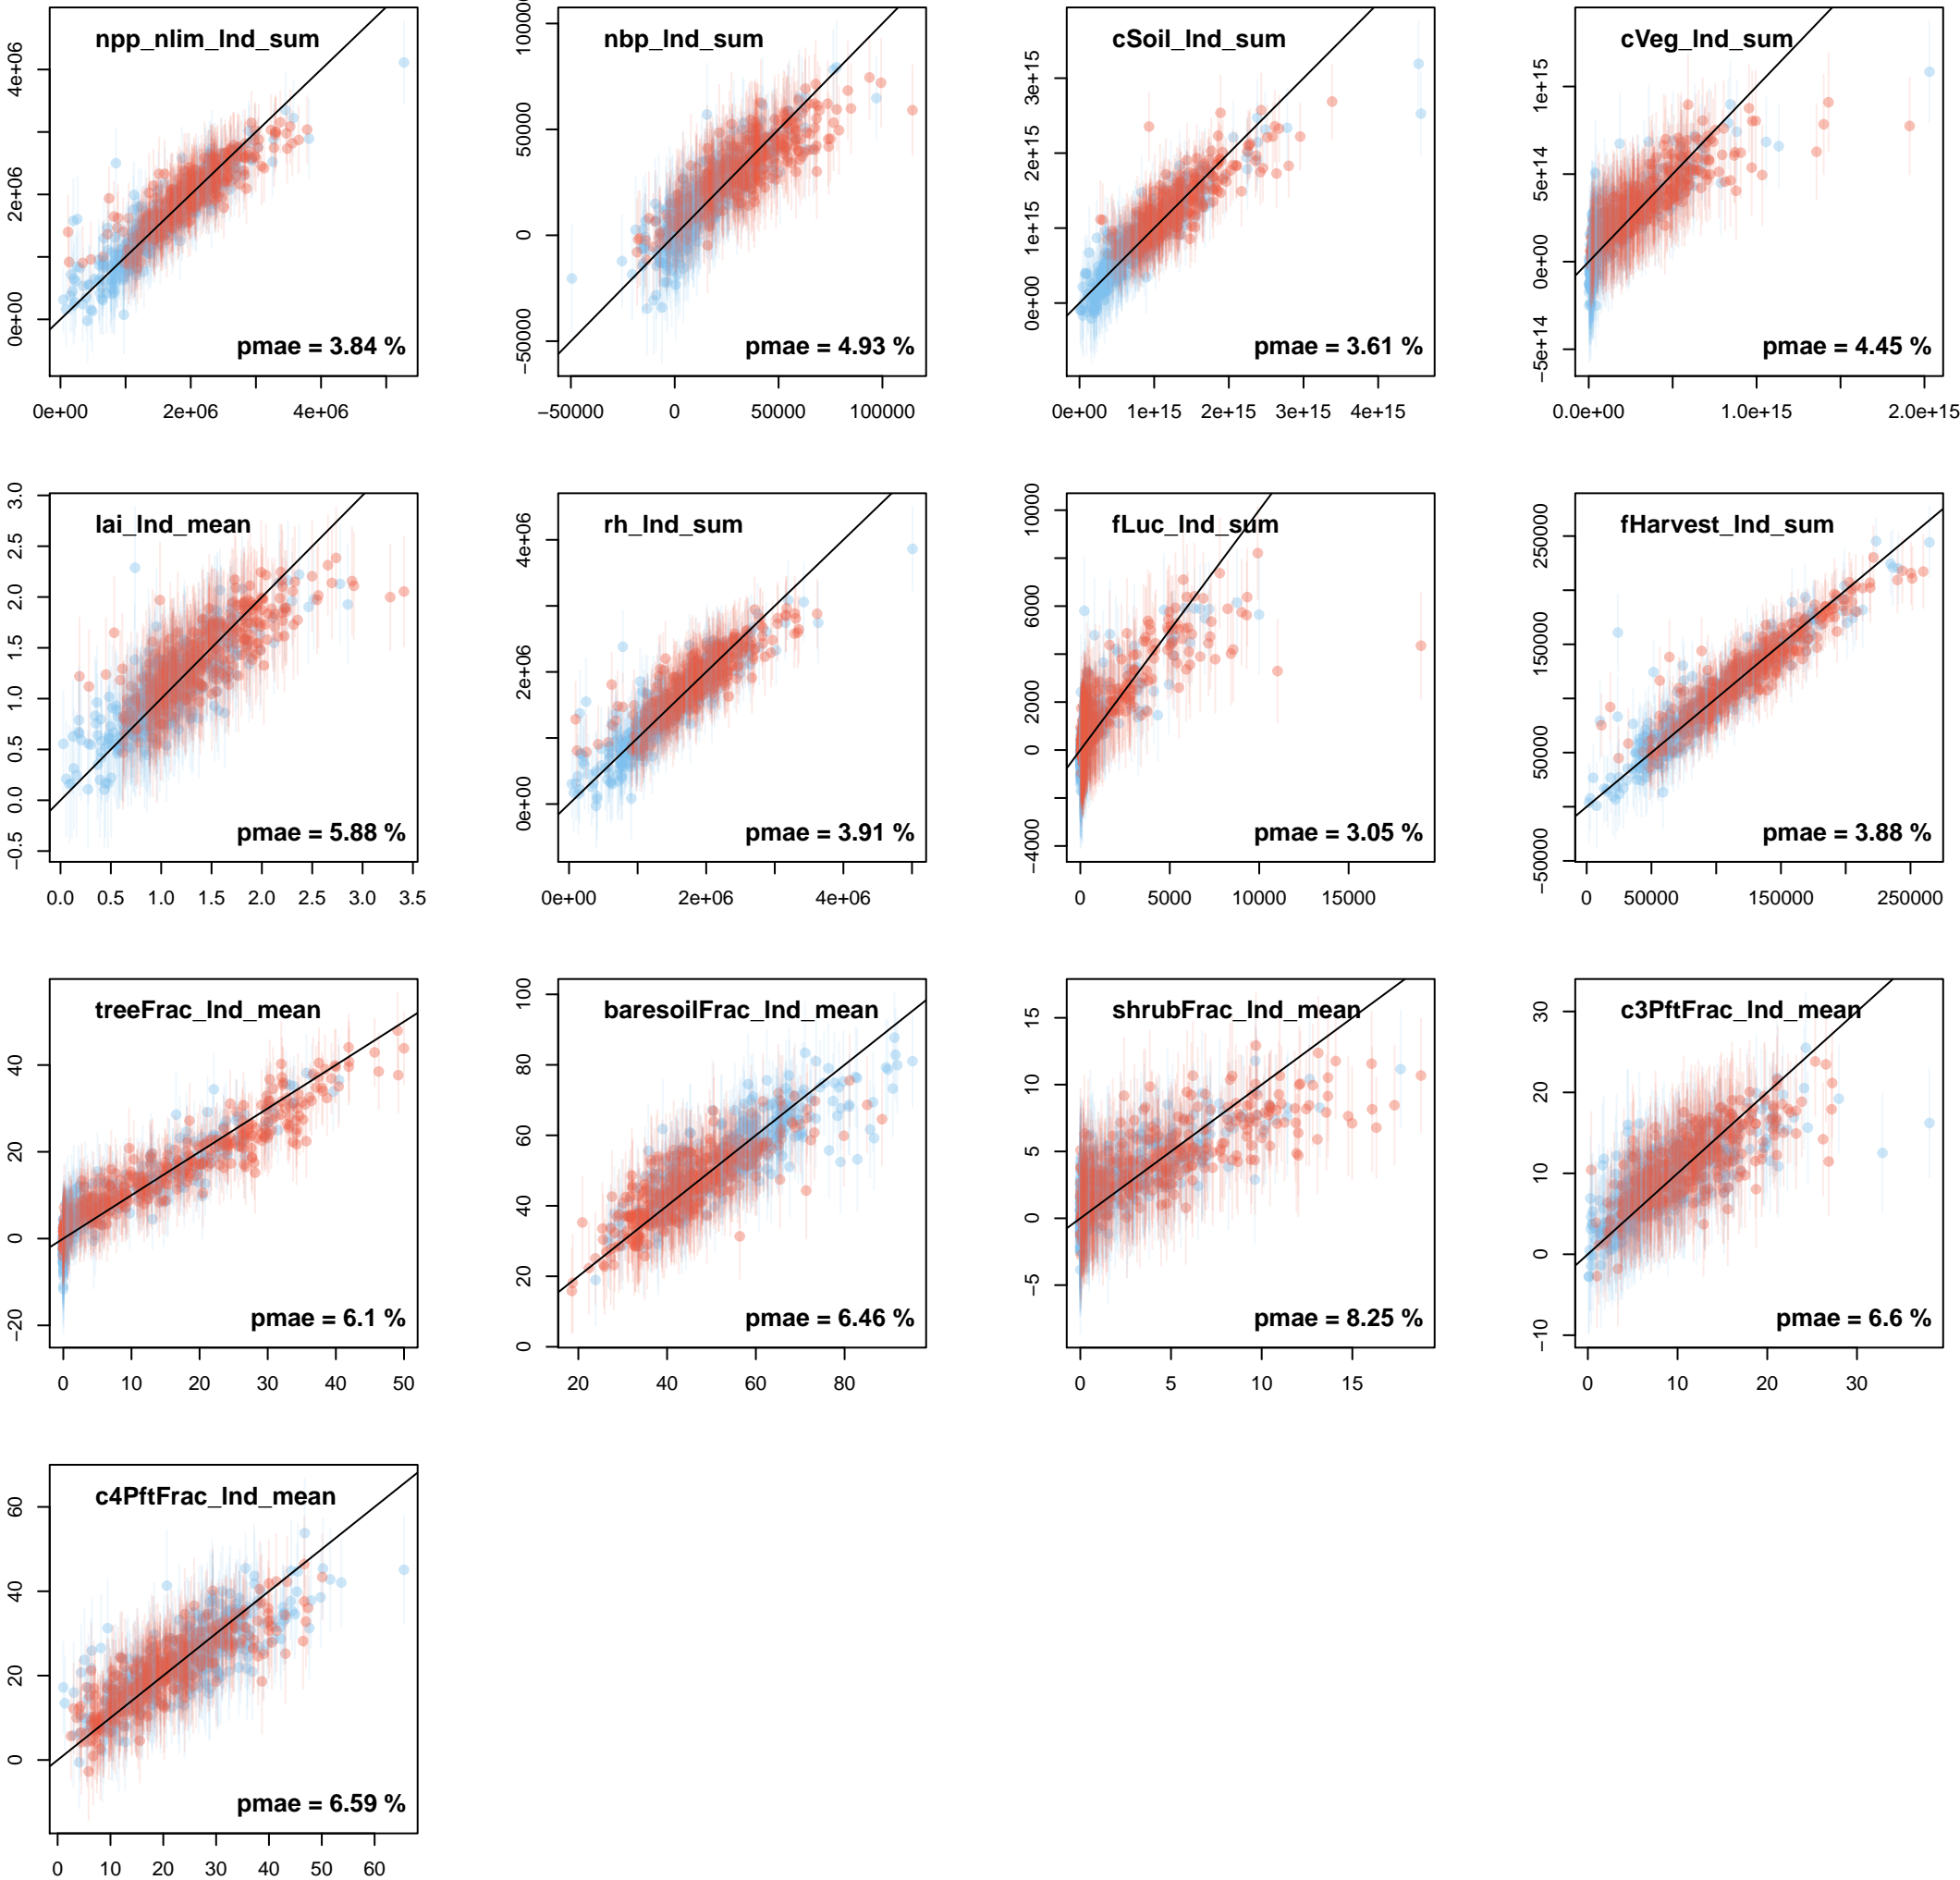 npp_nlim_lnd_sum
pmae = 3.84 %
0e+00 2e+06 4e+06
0e+00 2e+06 4e+06
nbp_lnd_sum
pmae = 4.93 %
−50000 0 50000 100000
−50000 0 50000 100000
cSoil_lnd_sum
pmae = 3.61 %
0e+00 1e+15 2e+15 3e+15
0e+00 1e+15 2e+15 3e+15 4e+15
cVeg_lnd_sum
pmae = 4.45 %
−5e+14 0e+00 5e+14 1e+15
0.0e+00 1.0e+15 2.0e+15
lai_lnd_mean
pmae = 5.88 %
−0.5 0.0 0.5 1.0 1.5 2.0 2.5 3.0
0.0 0.5 1.0 1.5 2.0 2.5 3.0 3.5
rh_lnd_sum
pmae = 3.91 %
0e+00 2e+06 4e+06
0e+00 2e+06 4e+06
fLuc_lnd_sum
pmae = 3.05 %
−4000 0 2000 6000 10000
0 5000 10000 15000
fHarvest_lnd_sum
pmae = 3.88 %
−50000 50000 150000 250000
0 50000 150000 250000
treeFrac_lnd_mean
pmae = 6.1 %
−20 0 20 40
0 10 20 30 40 50
baresoilFrac_lnd_mean
pmae = 6.46 %
0 20 40 60 80 100
20 40 60 80
shrubFrac_lnd_mean
pmae = 8.25 %
−5 0 5 10 15
0 5 10 15
c3PftFrac_lnd_mean
pmae = 6.6 %
−10 0 10 20 30
0 10 20 30
c4PftFrac_lnd_mean
pmae = 6.59 %
0 20 40 60
0 10 20 30 40 50 60